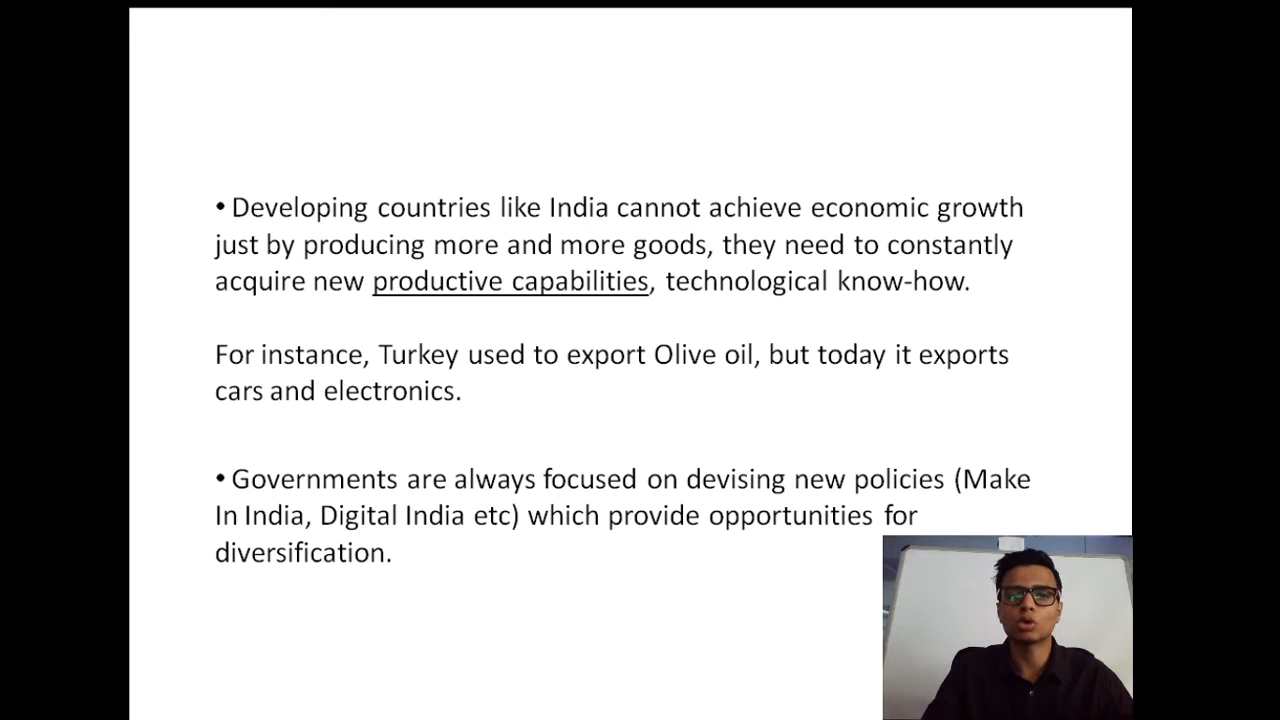 • Developing countries like India cannot achieve economic growth
just by producing more and more goods, they need to constantly
acquire new productive capabilities, technological know-how.
For instance, Turkey used to export Olive oil, but today it exports
cars and electronics.
• Governments are always focused on devising new policies (Make
In India, Digital India etc) which provide opportunities for
diversification.